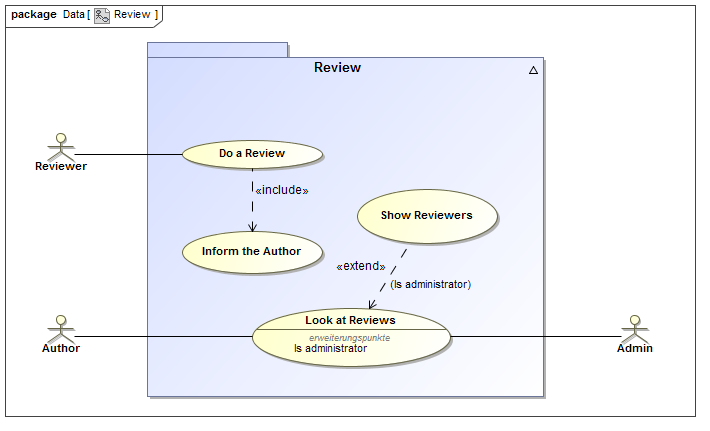 package Data [ Review ]
Review
Do a Review
Reviewer
«include»
Show Reviewers
Inform the Author
«extend»
(Is administrator)
Look at Reviews
erweiterungspunkte
Is administrator
Author
Admin